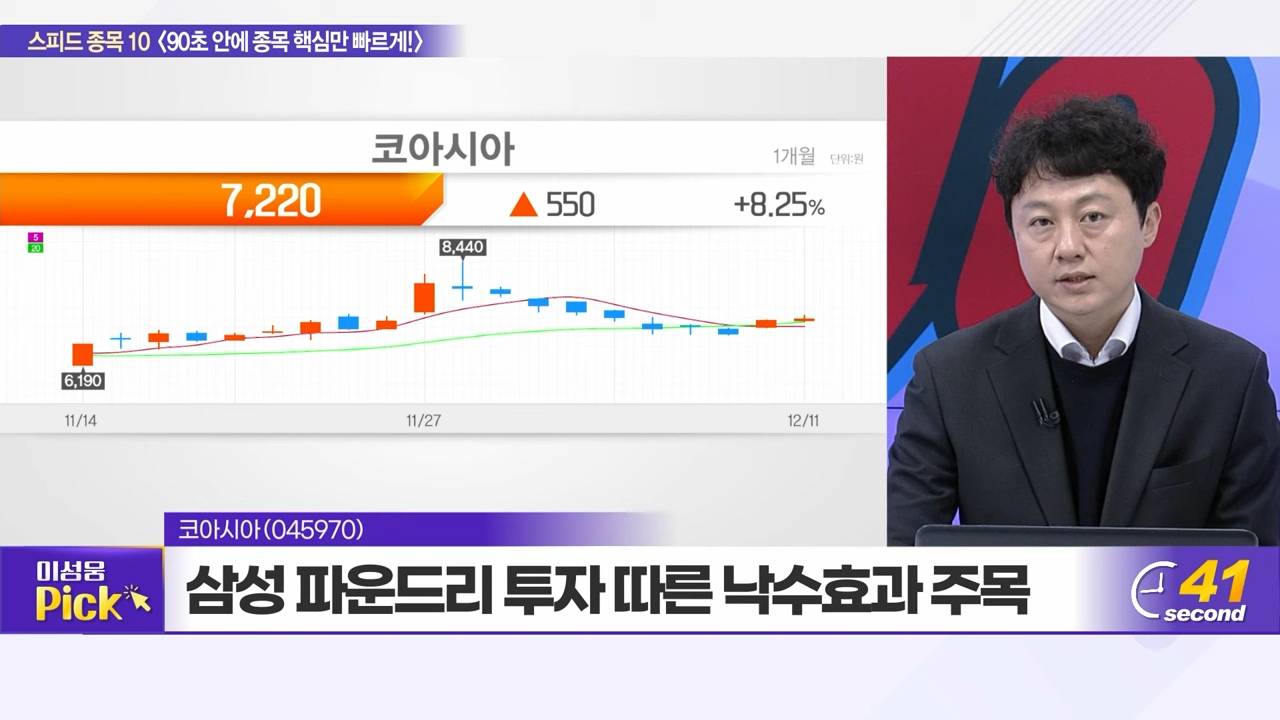 스피드 종목 10 <90초 안에 종목 핵심만 빠르게!>
코아시아
1개월 단위:원
7,220 ▲ 550 +8.25%
5
20
8,440
6,190
11/14 11/27 12/11
코아시아(045970)
이성웅
Pick
삼성 파운드리 투자 따른 낙수효과 주목
41
second